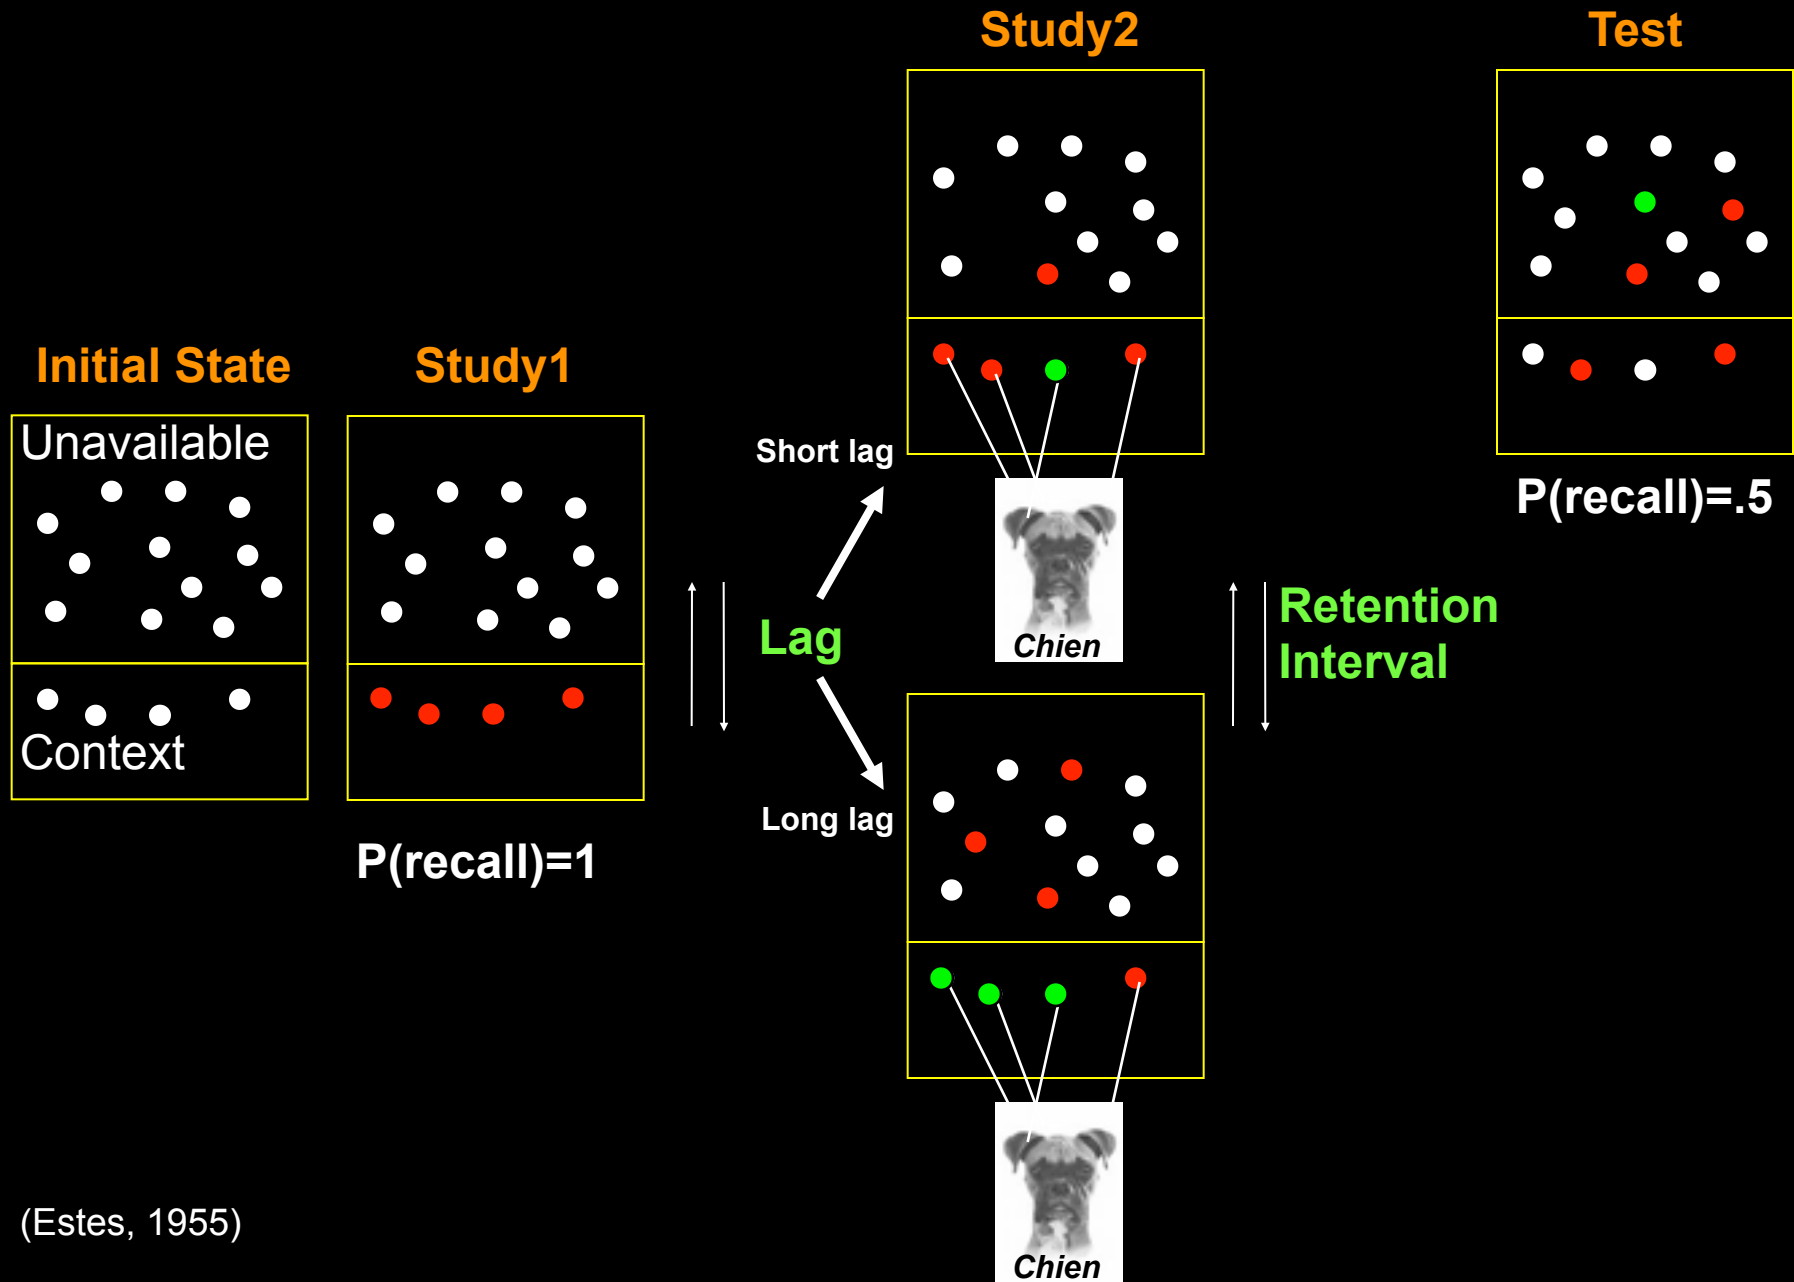 Study2
Test
Initial State
Study1
Unavailable
Context
P(recall)=1
Short lag
Lag
Long lag
Chien
Retention
Interval
P(recall)=.5
Chien
(Estes, 1955)